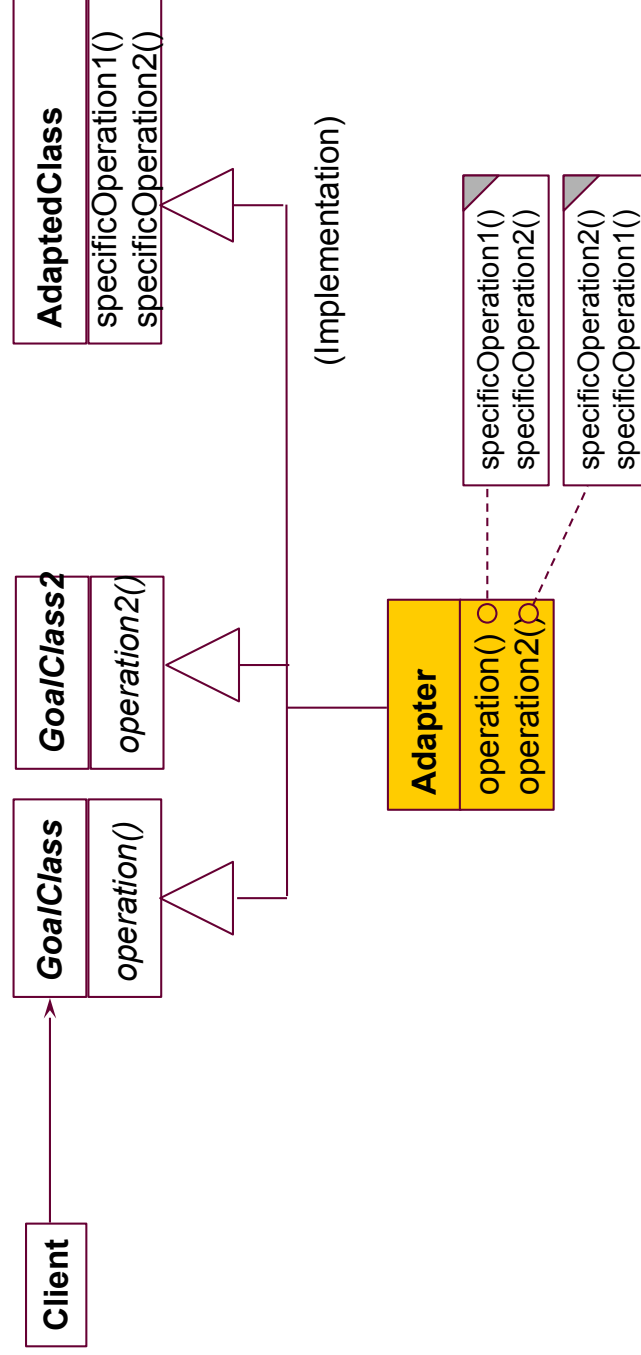 Client
GoalClass
operation()
GoalClass2
operation2()
AdaptedClass
specificOperation1()
specificOperation2()
(Implementation)
Adapter
operation()
operation2()
specificOperation1()
specificOperation2()
specificOperation2()
specificOperation1()